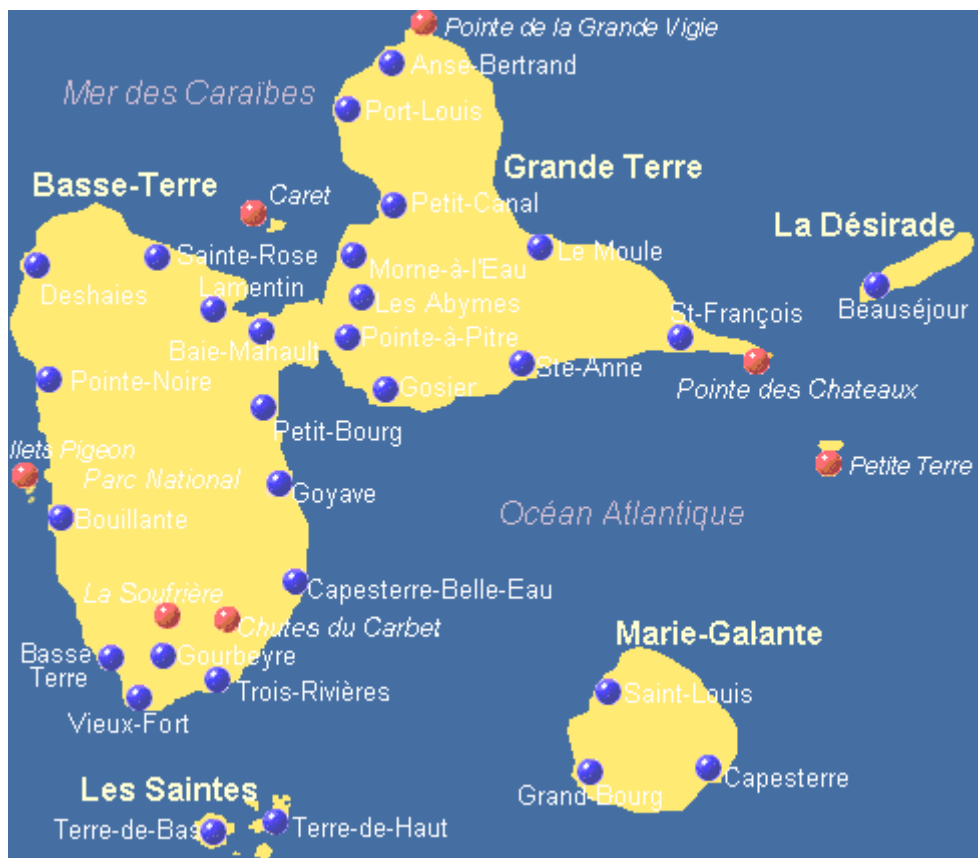 Pointe de la Grande Vigie
Anse-Bertrand
Mer des Caraïbes
Port-Louis
Grande Terre
Basse-Terre
Caret
Petit-Canal
La Désirade
Sainte-Rose
Le Moule
Morne-à-l'Eau
Deshaies
Lamentin
Les Abymes
Beauséjour
St-François
Pointe-à-Pitre
Baie-Mahault
Ste-Anne
Pointe-Noire
Gosier
Pointe des Chateaux
Petit-Bourg
Ilets Pigeon
Parc National
Petite Terre
Goyave
Océan Atlantique
Bouillante
La Soufrière
Capesterre-Belle-Eau
Chutes du Carbet
Marie-Galante
Basse
Terre
Gourbeyre
Trois-Rivières
Saint-Louis
Vieux-Fort
Capesterre
Les Saintes
Grand-Bourg
Terre-de-Bas
Terre-de-Haut